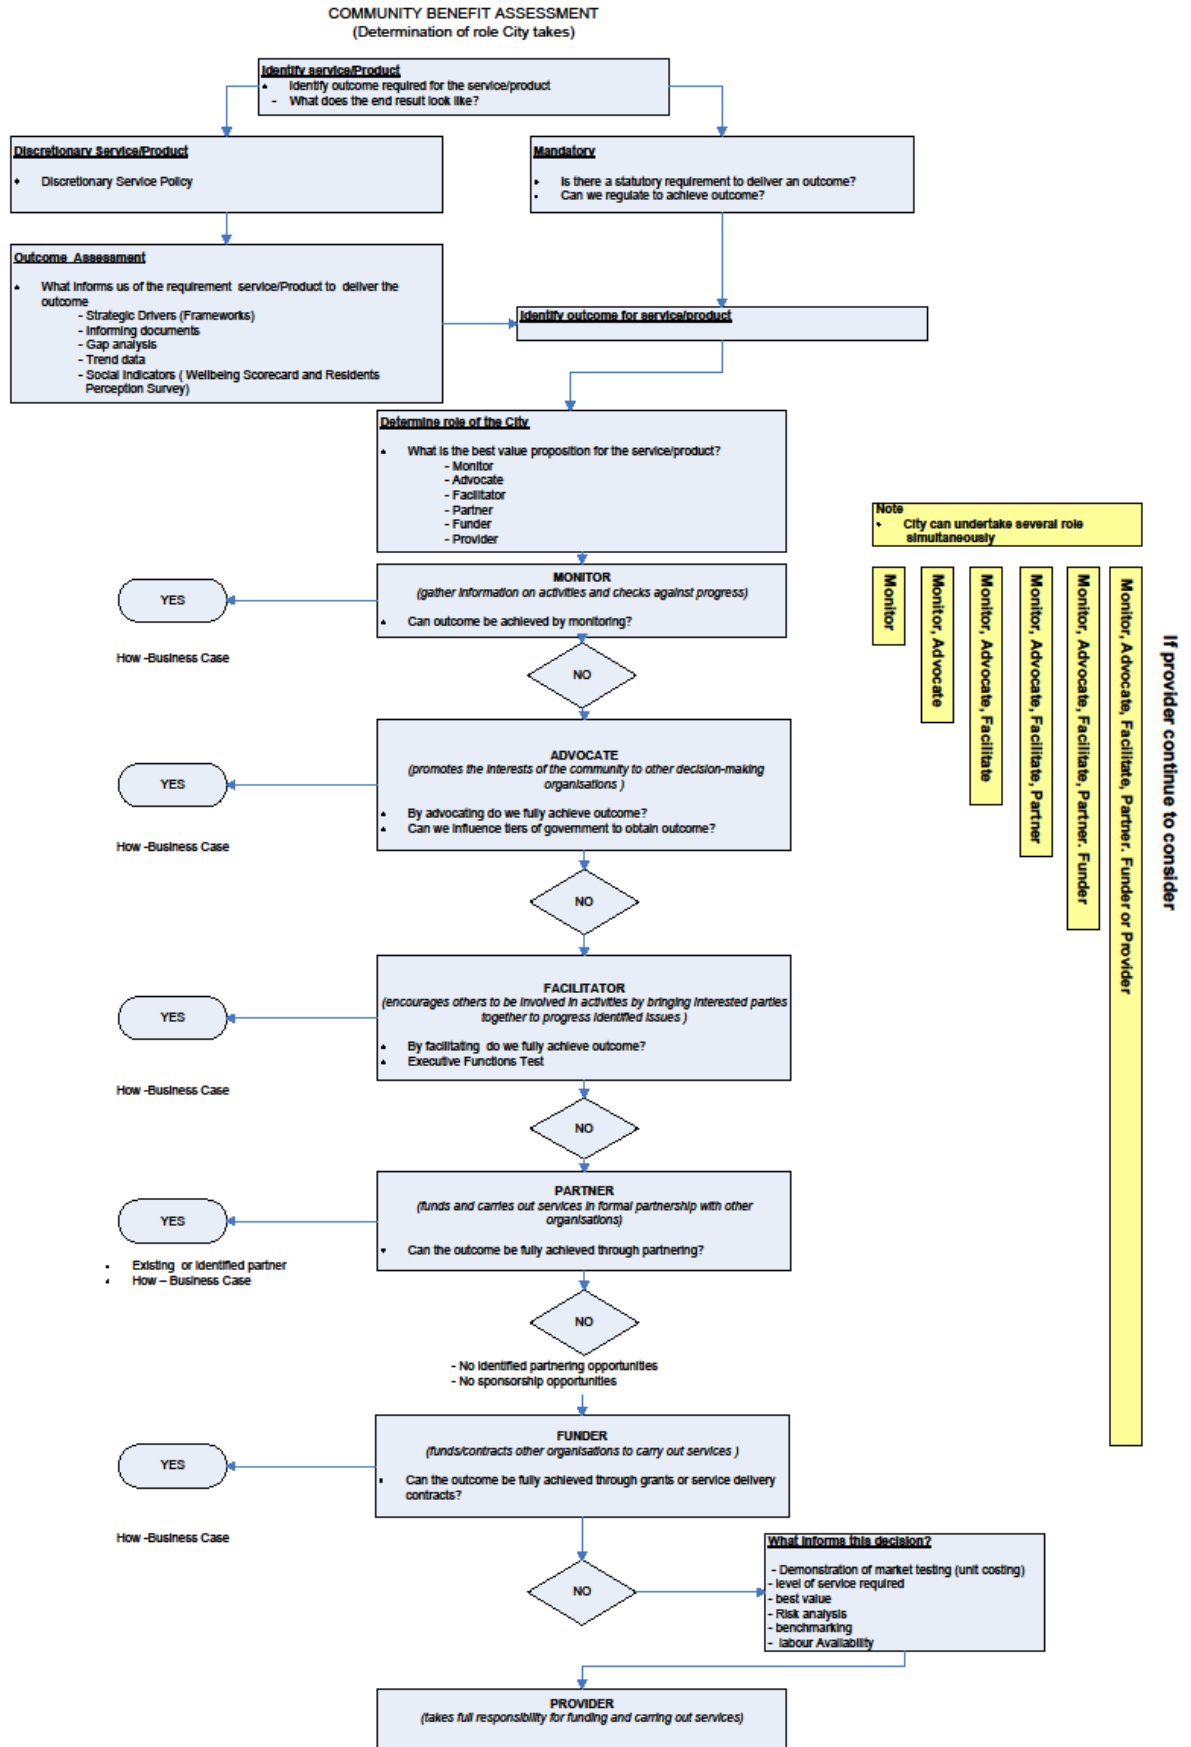 COMMUNITY BENEFIT ASSESSMENT
(Determination of role City takes)
Identify service/Product
• Identify outcome required for the service/product
- What does the end result look like?
Discretionary Service/Product
• Discretionary Service Policy
Mandatory
• Is there a statutory requirement to deliver an outcome?
• Can we regulate to achieve outcome?
Outcome Assessment
• What informs us of the requirement service/Product to deliver the
outcome
- Strategic Drivers (Frameworks)
- Informing documents
- Gap analysis
- Trend data
- Social Indicators ( Wellbeing Scorecard and Residents
Perception Survey)
Identify outcome for service/product
Determine role of the City
• What is the best value proposition for the service/product?
- Monitor
- Advocate
- Facilitator
- Partner
- Funder
- Provider
Note
• City can undertake several role
simultaneously
Monitor
Monitor, Advocate
Monitor, Advocate, Facilitate
Monitor, Advocate, Facilitate, Partner
Monitor, Advocate, Facilitate, Partner. Funder
Monitor, Advocate, Facilitate, Partner. Funder or Provider
If provider continue to consider
MONITOR
(gather information on activities and checks against progress)
• Can outcome be achieved by monitoring?
YES
How -Business Case
NO
ADVOCATE
(promotes the interests of the community to other decision-making
organisations )
• By advocating do we fully achieve outcome?
• Can we influence tiers of government to obtain outcome?
YES
How -Business Case
NO
FACILITATOR
(encourages others to be involved in activities by bringing interested parties
together to progress identified issues )
• By facilitating do we fully achieve outcome?
• Executive Functions Test
YES
How -Business Case
NO
PARTNER
(funds and carries out services in formal partnership with other
organisations)
• Can the outcome be fully achieved through partnering?
YES
• Existing or identified partner
• How – Business Case
NO
- No identified partnering opportunities
- No sponsorship opportunities
FUNDER
(funds/contracts other organisations to carry out services )
• Can the outcome be fully achieved through grants or service delivery
contracts?
YES
How -Business Case
NO
What informs this decision?
- Demonstration of market testing (unit costing)
- level of service required
- best value
- Risk analysis
- benchmarking
- labour Availability
PROVIDER
(takes full responsibility for funding and carring out services)